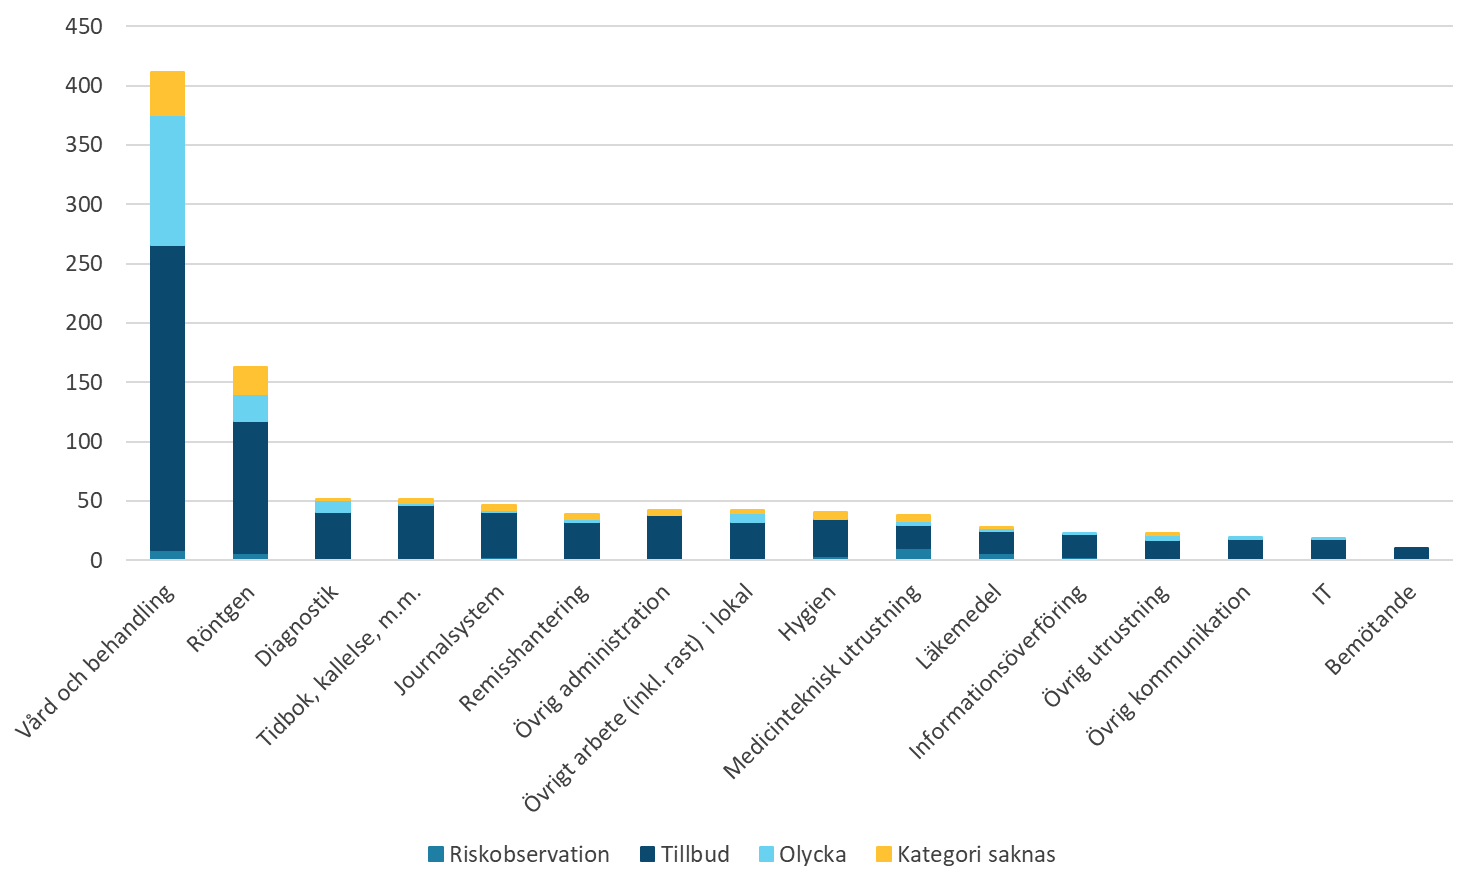 450
400
350
300
250
200
150
100
50
0
Vård och behandling
Röntgen
Diagnostik
Tidbok, kallelse, m.m.
Journalsystem
Remisshantering
Övrig administration
Övrigt arbete (inkl. rast) i lokal
Hygien
Medicinteknisk utrustning
Läkemedel
Informationsöverföring
Övrig utrustning
Övrig kommunikation
IT
Bemötande
Riskobservation Tillbud Olycka Kategori saknas